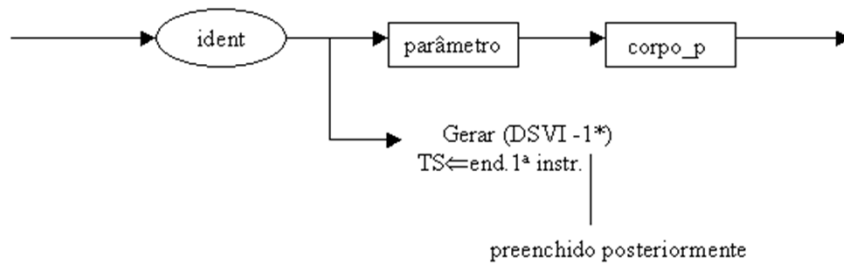 ident
parâmetro
corpo_p
Gerar (DSVI -1*)
TS⇐end.1ª instr.
preenchido posteriormente